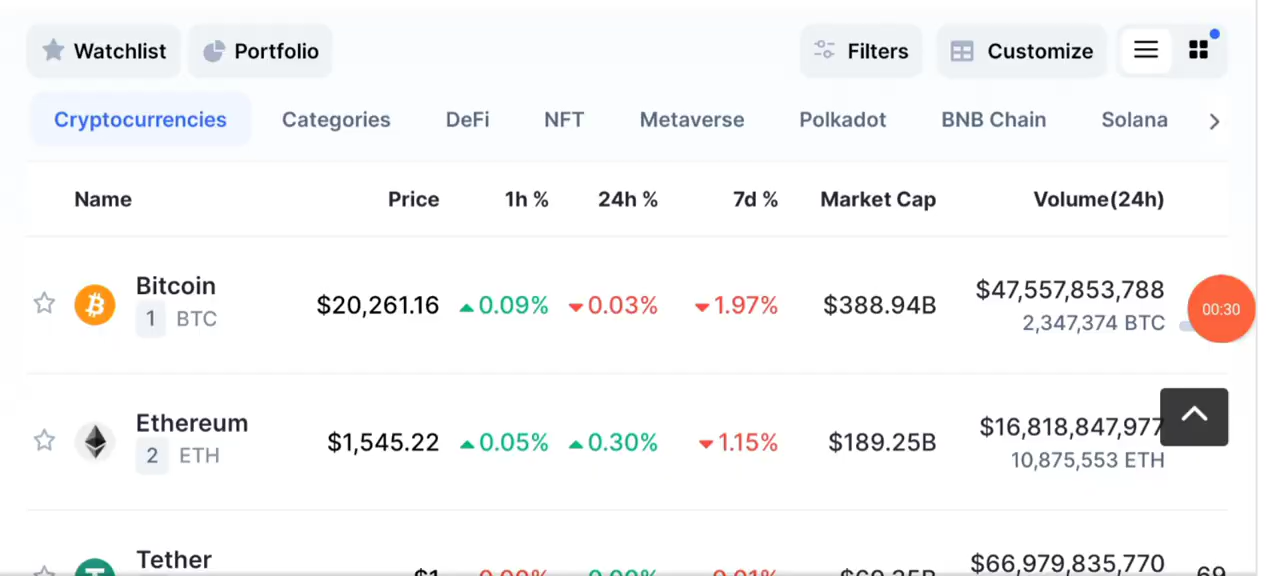 Watchlist Portfolio Filters Customize
Cryptocurrencies Categories DeFi NFT Metaverse Polkadot BNB Chain Solana
Name Price 1h % 24h % 7d % Market Cap Volume(24h)
Bitcoin
1 BTC
$20,261.16 0.09% 0.03% 1.97% $388.94B
$47,557,853,788
2,347,374 BTC
00:30
Ethereum
2 ETH
$1,545.22 0.05% 0.30% 1.15% $189.25B
$16,818,847,977
10,875,553 ETH
Tether
$66,979,835,770